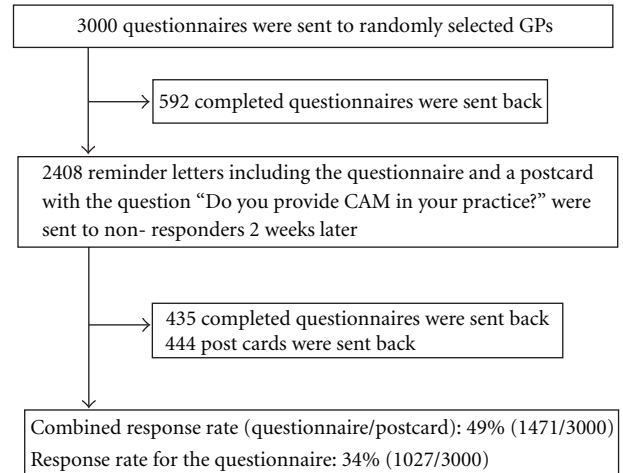 3000 questionnaires were sent to randomly selected GPs
592 completed questionnaires were sent back
2408 reminder letters including the questionnaire and a postcard
with the question “Do you provide CAM in your practice?” were
sent to non- responders 2 weeks later
435 completed questionnaires were sent back
444 post cards were sent back
Combined response rate (questionnaire/postcard): 49% (1471/3000)
Response rate for the questionnaire: 34% (1027/3000)